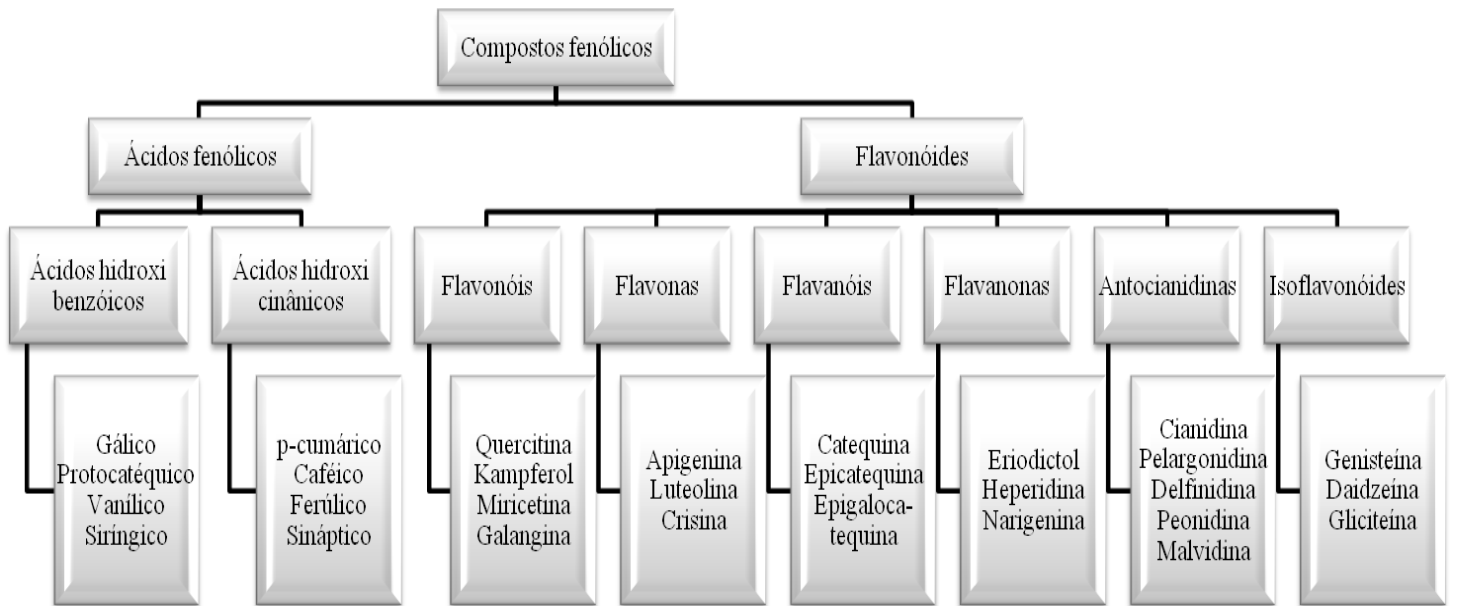 Compostos fenólicos
Ácidos fenólicos
Flavonóides
Ácidos hidroxi
benzóicos
Ácidos hidroxi
cinânicos
Flavonóis
Flavonas
Flavanóis
Flavanonas
Antocianidinas
Isoflavonóides
Gálico
Protocatéquico
Vanílico
Siríngico
p-cumárico
Caféico
Ferúlico
Sináptico
Quercitina
Kampferol
Miricetina
Galangina
Apigenina
Luteolina
Crisina
Catequina
Epicatequina
Epigaloca-
tequina
Eriodictol
Heperidina
Narigenina
Cianidina
Pelargonidina
Delfinidina
Peonidina
Malvidina
Genisteína
Daidzeína
Gliciteína